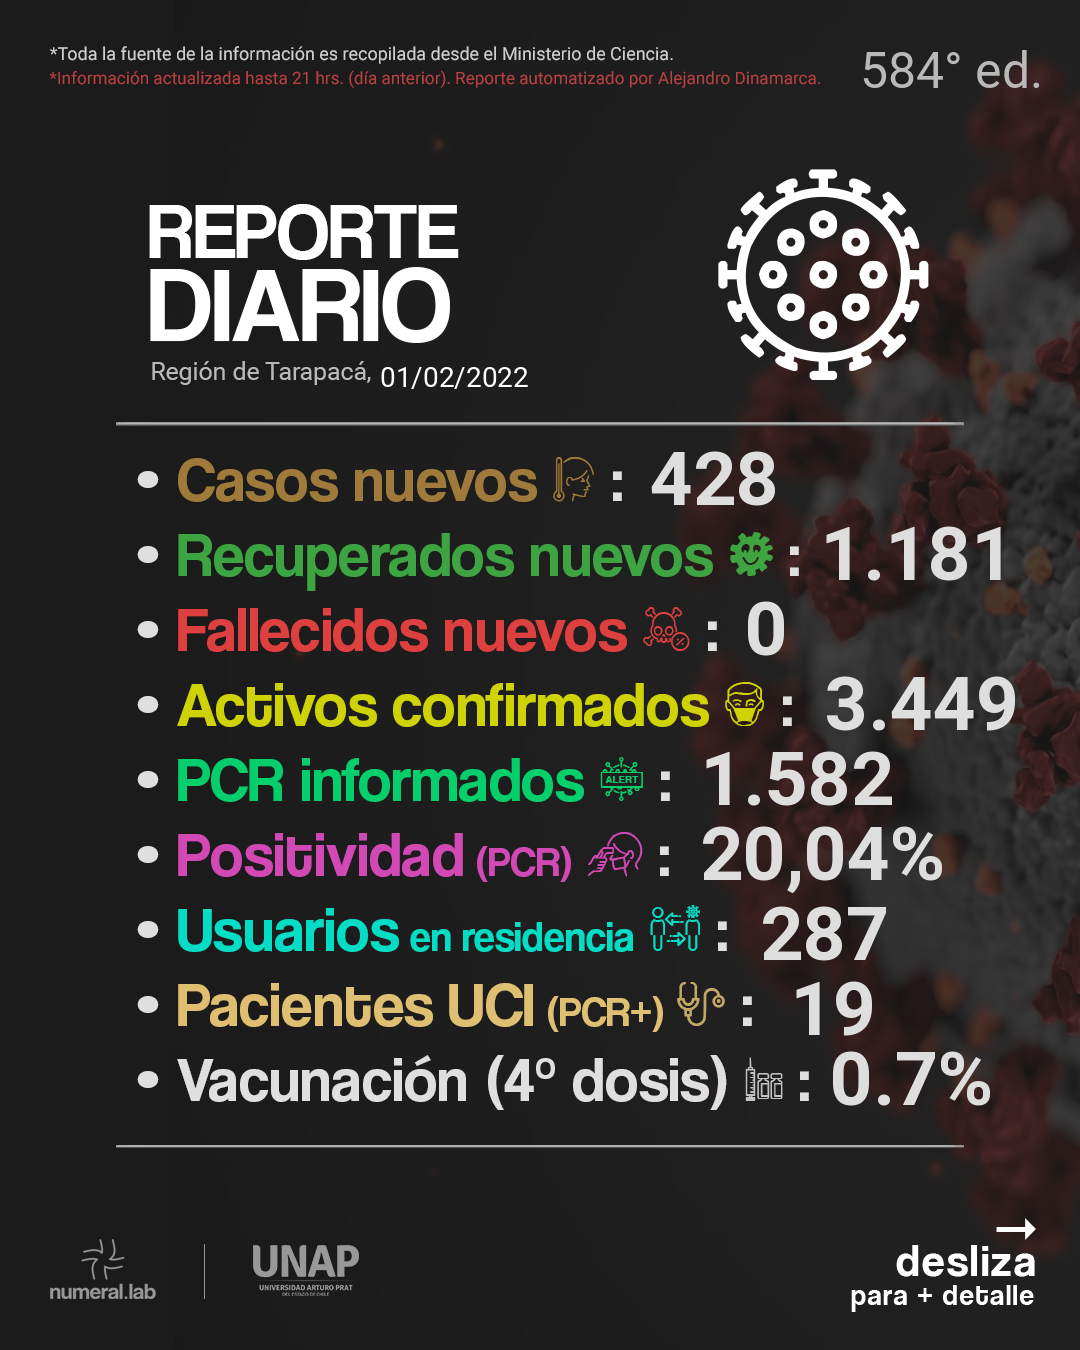 *Toda la fuente de la información es recopilada desde el Ministerio de Ciencia.
*Información actualizada hasta 21 hrs. (día anterior). Reporte automatizado por Alejandro Dinamarca.
584° ed.
REPORTE
DIARIO
Región de Tarapacá, 01/02/2022
• Casos nuevos : 428
• Recuperados nuevos : 1.181
• Fallecidos nuevos % : 0
• Activos confirmados : 3.449
• PCR informados ALERT : 1.582
• Positividad (PCR) : 20,04%
• Usuarios en residencia : 287
• Pacientes UCI (PCR+) : 19
• Vacunación (4º dosis) : 0.7%
numeral.lab
UNAP
UNIVERSIDAD ARTURO PRAT
DEL ESTADO DE CHILE
desliza
para + detalle